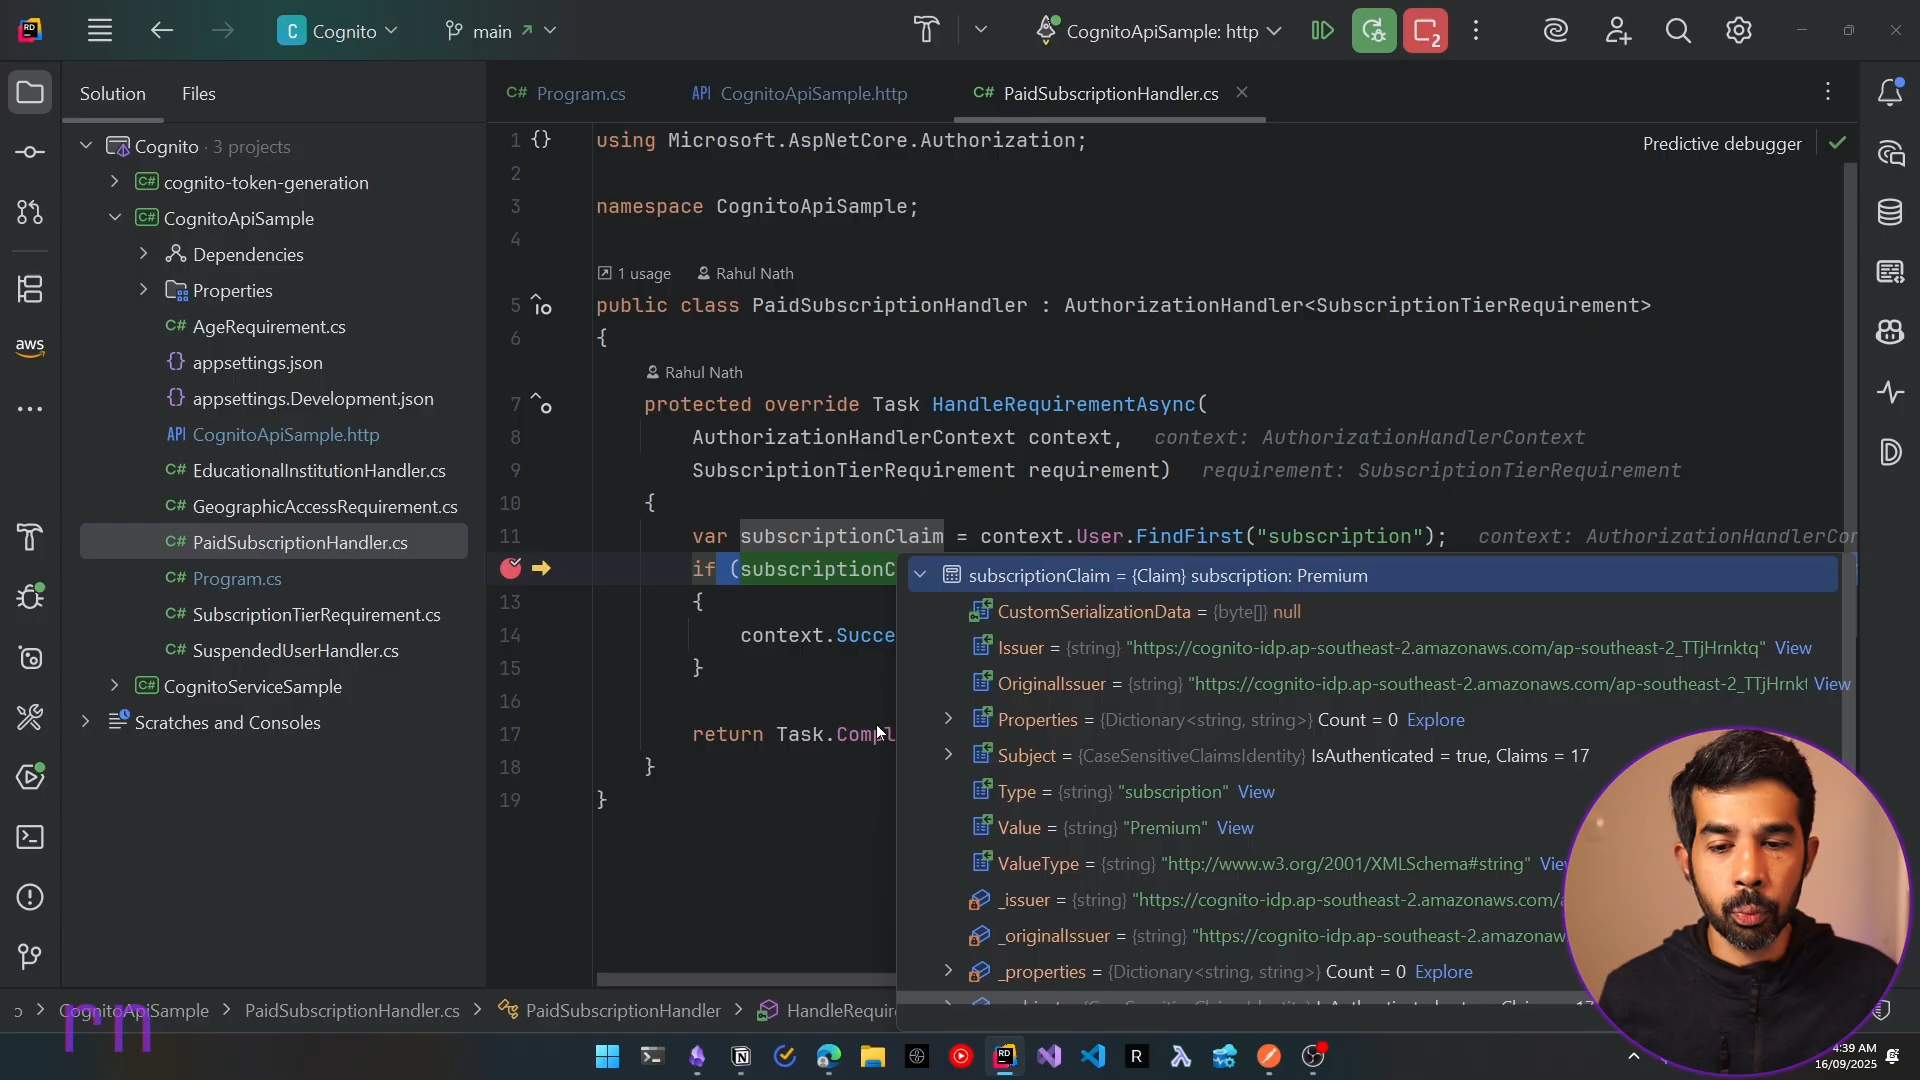 RD
C Cognito
main
CognitoApiSample: http
2
Solution
Files
C# Program.cs
API CognitoApiSample.http
C# PaidSubscriptionHandler.cs
Cognito · 3 projects
C# cognito-token-generation
C# CognitoApiSample
Dependencies
Properties
C# AgeRequirement.cs
{} appsettings.json
{} appsettings.Development.json
API CognitoApiSample.http
C# EducationalInstitutionHandler.cs
C# GeographicAccessRequirement.cs
C# PaidSubscriptionHandler.cs
C# Program.cs
C# SubscriptionTierRequirement.cs
C# SuspendedUserHandler.cs
C# CognitoServiceSample
Scratches and Consoles
aws
Predictive debugger
1 {} using Microsoft.AspNetCore.Authorization;
2
3 namespace CognitoApiSample;
4
1 usage Rahul Nath
5 public class PaidSubscriptionHandler : AuthorizationHandler<SubscriptionTierRequirement>
6 {
Rahul Nath
7 protected override Task HandleRequirementAsync(
8 AuthorizationHandlerContext context, context: AuthorizationHandlerContext
9 SubscriptionTierRequirement requirement) requirement: SubscriptionTierRequirement
10 {
11 var subscriptionClaim = context.User.FindFirst("subscription"); context: AuthorizationHandlerCor
if (subscriptionC
13 {
14 context.Succe
15 }
16
17 return Task.Compl
18 }
19 }
subscriptionClaim = {Claim} subscription: Premium
CustomSerializationData = {byte[]} null
Issuer = {string} "https://cognito-idp.ap-southeast-2.amazonaws.com/ap-southeast-2_TTjHrnktq" View
OriginalIssuer = {string} "https://cognito-idp.ap-southeast-2.amazonaws.com/ap-southeast-2_TTjHrnkt View
Properties = {Dictionary<string, string>} Count = 0 Explore
Subject = {CaseSensitiveClaimsIdentity} IsAuthenticated = true, Claims = 17
Type = {string} "subscription" View
Value = {string} "Premium" View
ValueType = {string} "http://www.w3.org/2001/XMLSchema#string" View
_issuer = {string} "https://cognito-idp.ap-southeast-2.amazonaws.com/a
_originalIssuer = {string} "https://cognito-idp.ap-southeast-2.amazonaw
_properties = {Dictionary<string, string>} Count = 0 Explore
CognitoApiSample > PaidSubscriptionHandler.cs > PaidSubscriptionHandler > HandleRequir
rn
4:39 AM
16/09/2025